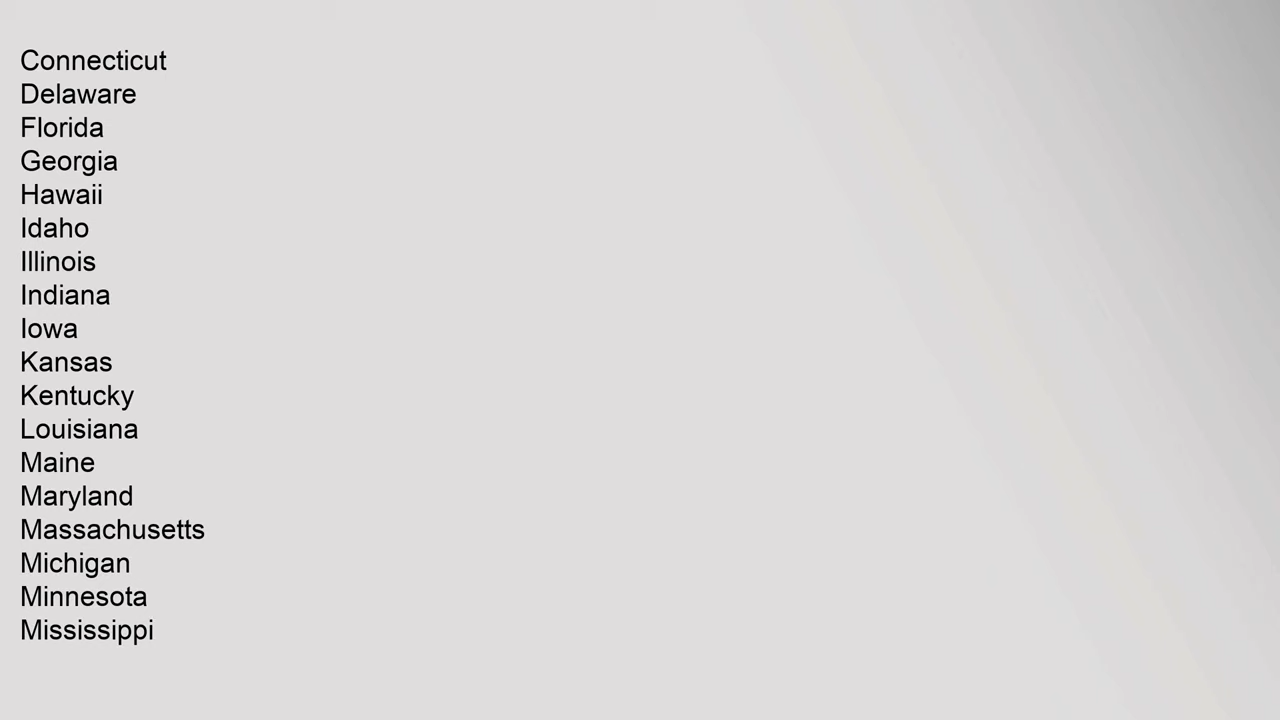 Connecticut
Delaware
Florida
Georgia
Hawaii
Idaho
Illinois
Indiana
Iowa
Kansas
Kentucky
Louisiana
Maine
Maryland
Massachusetts
Michigan
Minnesota
Mississippi